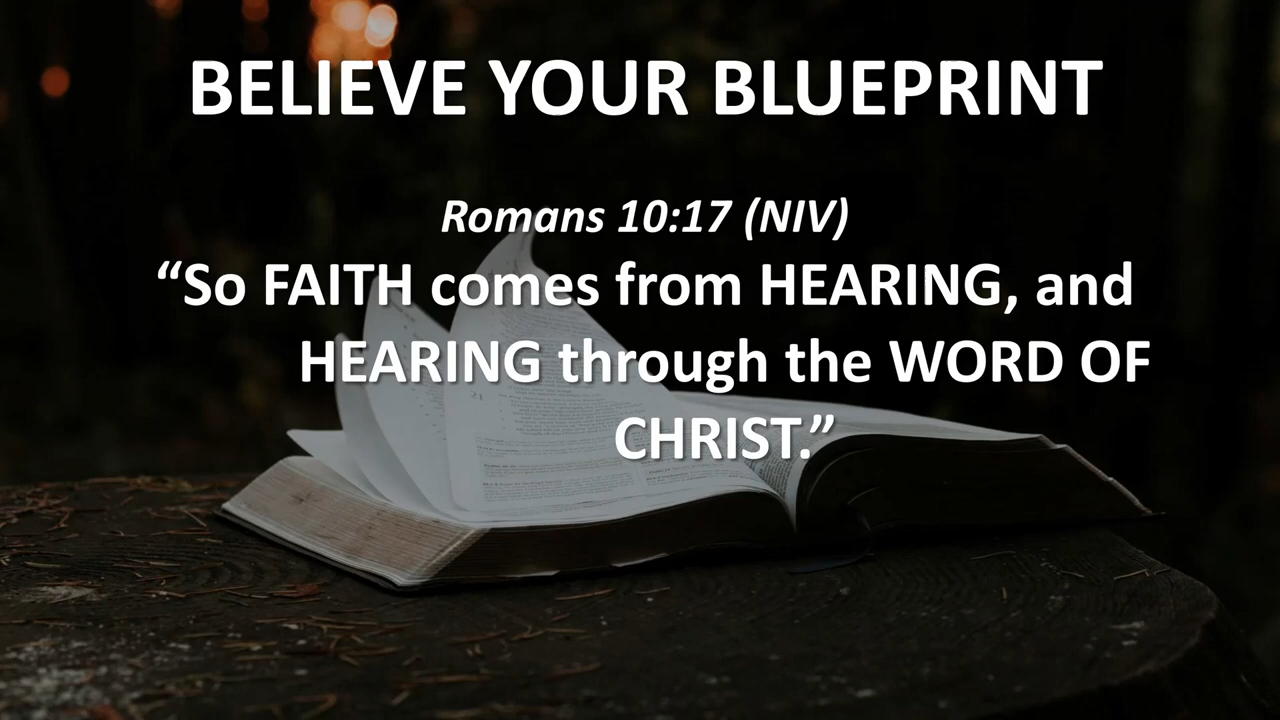 BELIEVE YOUR BLUEPRINT
Romans 10:17 (NIV)
“So FAITH comes from HEARING, and
HEARING through the WORD OF
CHRIST.”